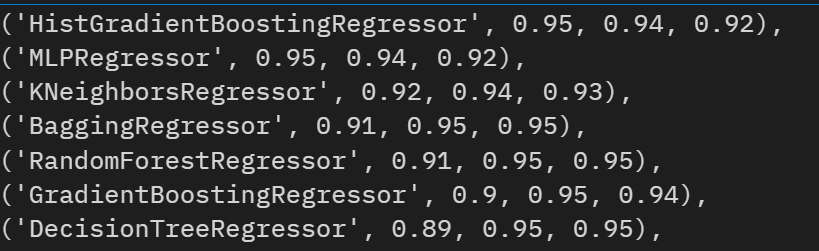 ('HistGradientBoostingRegressor', 0.95, 0.94, 0.92),
('MLPRegressor', 0.95, 0.94, 0.92),
('KNeighborsRegressor', 0.92, 0.94, 0.93),
('BaggingRegressor', 0.91, 0.95, 0.95),
('RandomForestRegressor', 0.91, 0.95, 0.95),
('GradientBoostingRegressor', 0.9, 0.95, 0.94),
('DecisionTreeRegressor', 0.89, 0.95, 0.95),